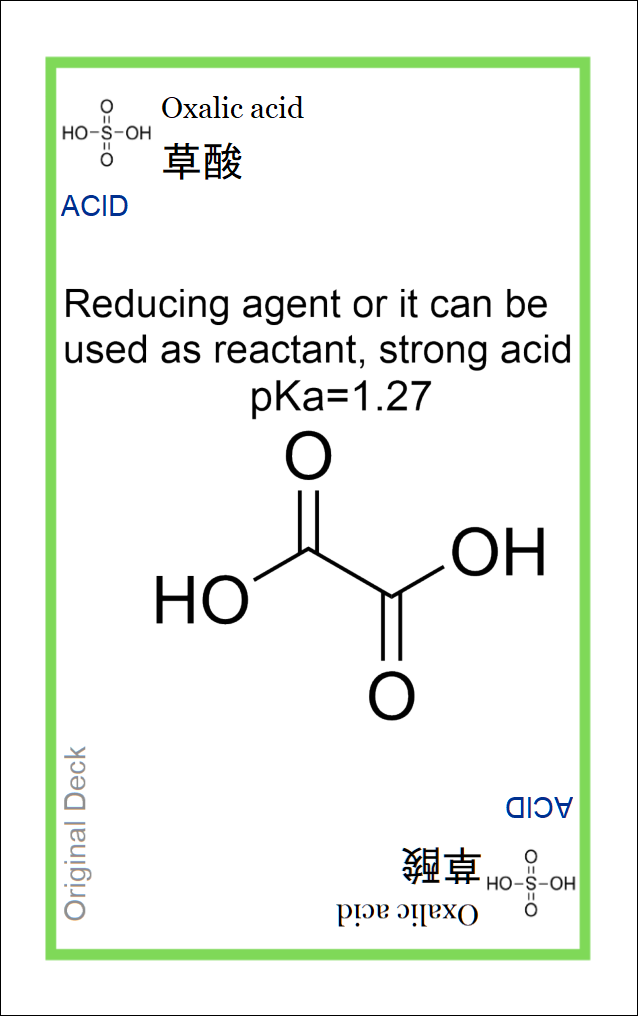 O
HO-S-OH
O
Oxalic acid
草酸
ACID
Reducing agent or it can be
used as reactant, strong acid
pKa=1.27
O
OH
HO
O
Original Deck
ACID
草酸
Oxalic acid
O
HO-S-OH
O